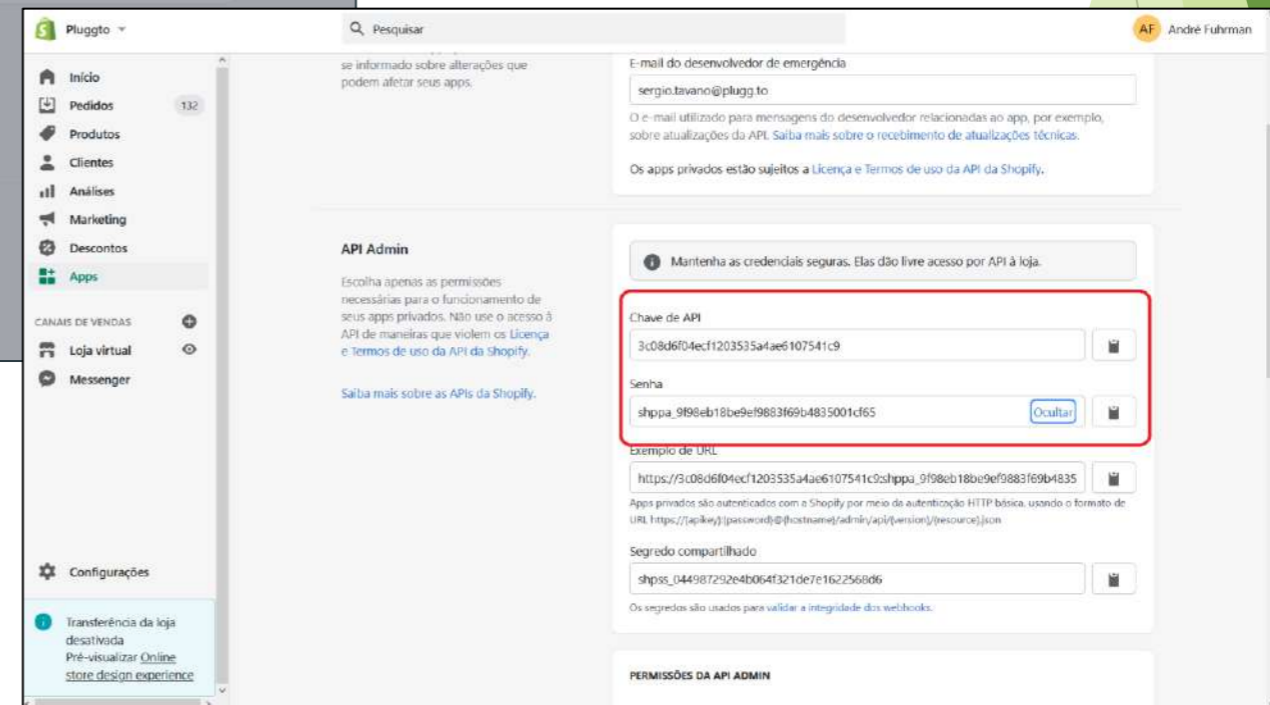 Pluggto
Pesquisar
AF
André Fuhrman
Início
Pedidos
132
Produtos
Clientes
Análises
Marketing
Descontos
Apps
CANAIS DE VENDAS
Loja virtual
Messenger
Configurações
Transferência da loja
desativada
Pré-visualizar Online
store design experience
se informado sobre alterações que
podem afetar seus apps.
E-mail do desenvolvedor de emergência
sergio.tavano@plugg.to
O e-mail utilizado para mensagens do desenvolvedor relacionadas ao app, por exemplo,
sobre atualizações da API. Saiba mais sobre o recebimento de atualizações técnicas.
Os apps privados estão sujeitos a Licença e Termos de uso da API da Shopify.
API Admin
Escolha apenas as permissões
necessárias para o funcionamento de
seus apps privados. Não use o acesso à
API de maneiras que violem os Licença
e Termos de uso da API da Shopify.
Saiba mais sobre as APIs da Shopify.
Mantenha as credenciais seguras. Elas dão livre acesso por API à loja.
Chave de API
3c08d6f04ecf1203535a4ae6107541c9
Senha
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
Ocultar
Exemplo de URL
https://3c08d6f04ecf1203535a4ae6107541c9:shppa_9f98eb18be9ef9883f69b4835
Apps privados são autenticados com a Shopify por meio da autenticação HTTP básica, usando o formato de
URL https://{apikey}:{password}@{hostname}/admin/api/{version}/{resource}.json
Segredo compartilhado
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
Os segredos são usados para validar a integridade dos webhooks.
PERMISSÕES DA API ADMIN